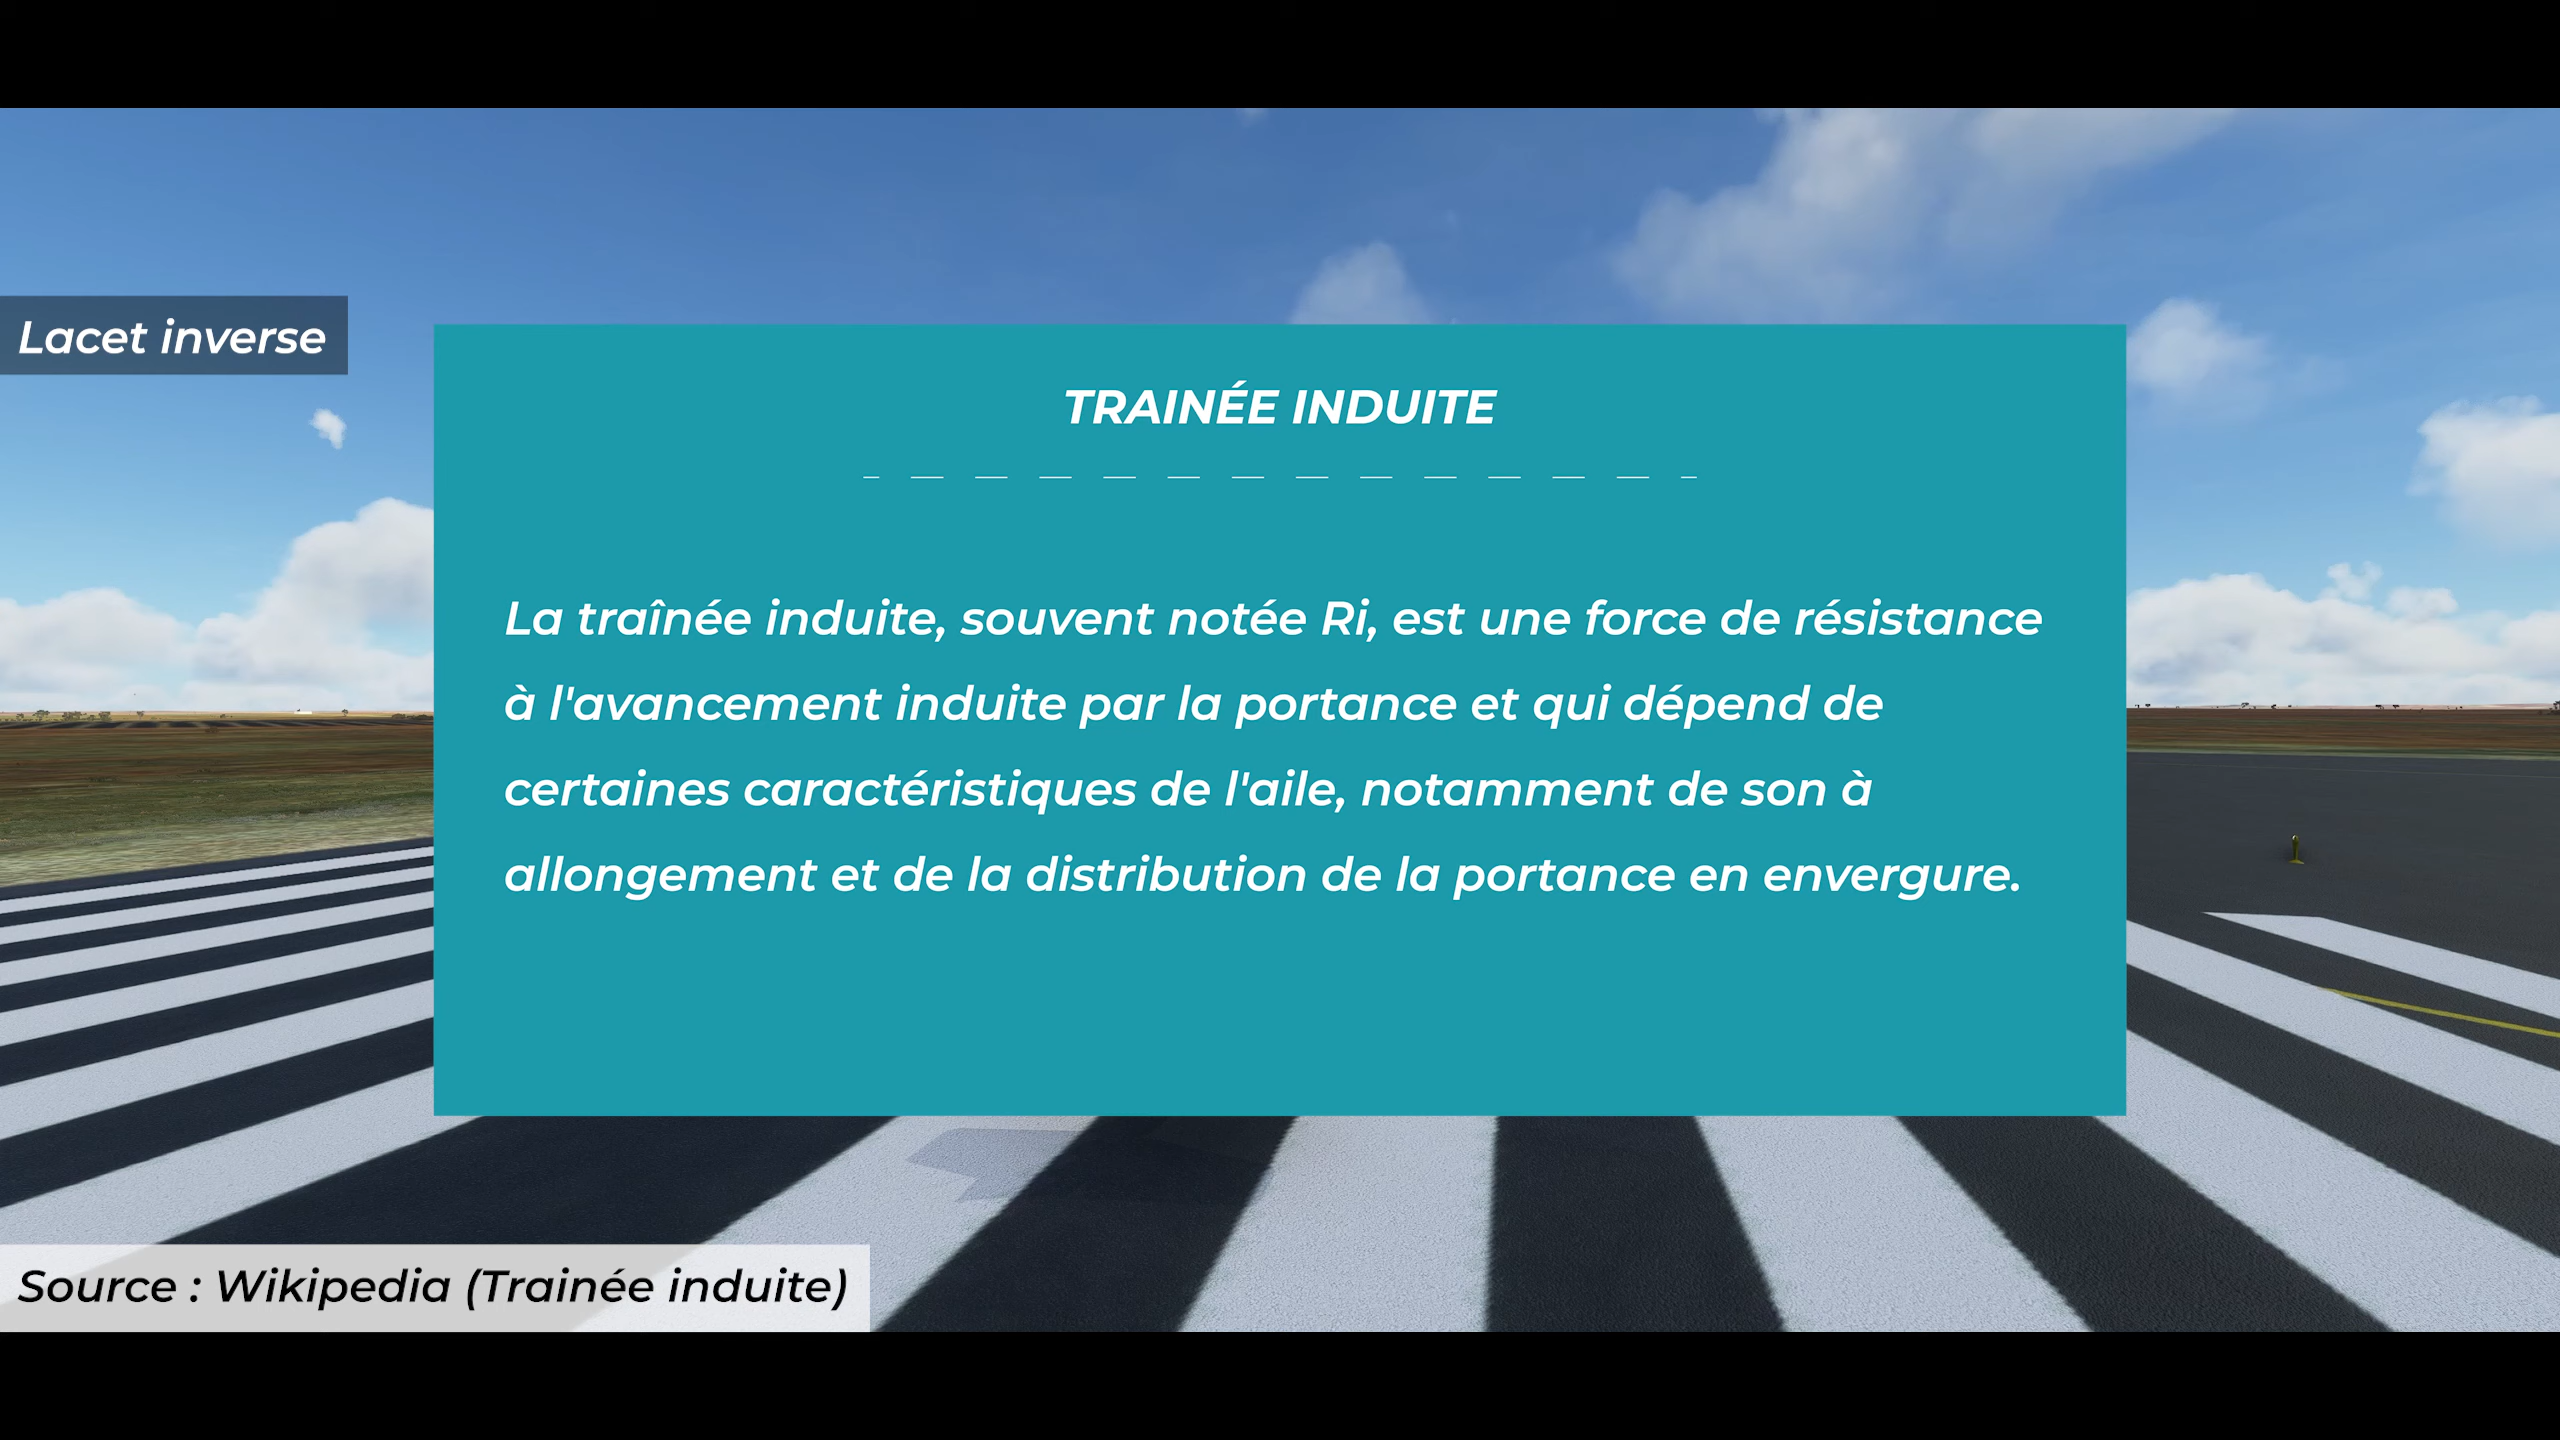 Lacet inverse
TRAINÉE INDUITE
La traînée induite, souvent notée Ri, est une force de résistance
à l'avancement induite par la portance et qui dépend de
certaines caractéristiques de l'aile, notamment de son à
allongement et de la distribution de la portance en envergure.
Source : Wikipedia (Trainée induite)